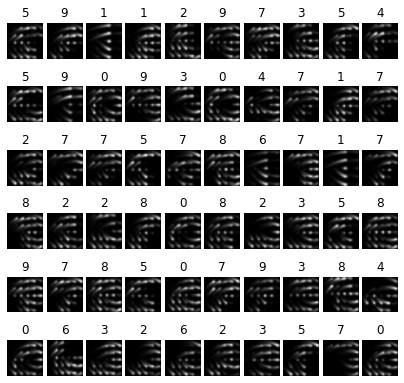 5 9 1 1 2 9 7 3 5 4
5 9 0 9 3 0 4 7 1 7
2 7 7 5 7 8 6 7 1 7
8 2 2 8 0 8 2 3 5 8
9 7 8 5 0 7 9 3 8 4
0 6 3 2 6 2 3 5 7 0